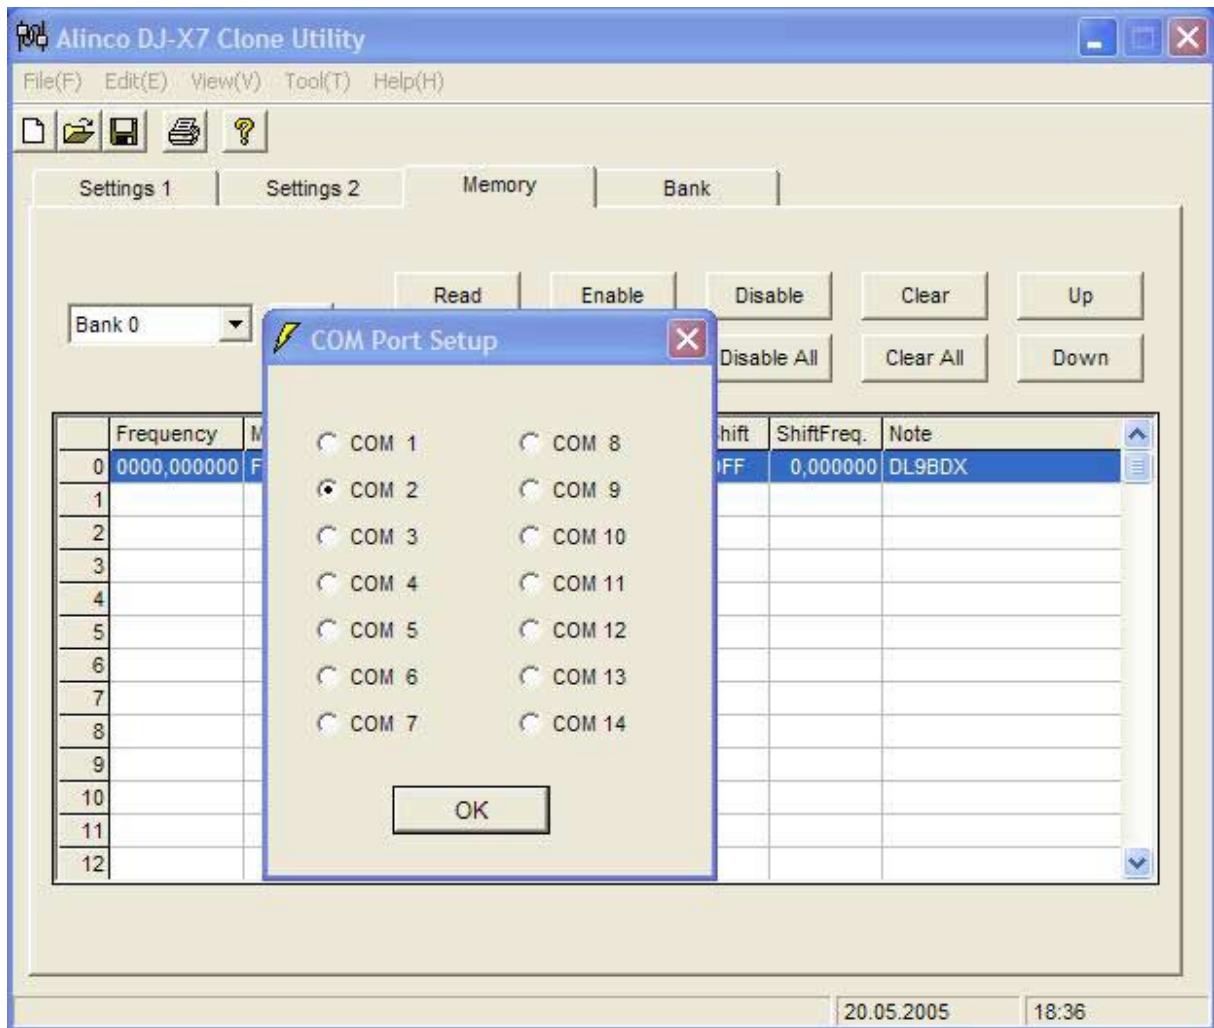 Alinco DJ-X7 Clone Utility
File(F) Edit(E) View(V) Tool(T) Help(H)
Settings 1 Settings 2 Memory Bank
Read Enable Disable Clear Up
Bank 0
COM Port Setup
Disable All Clear All Down
Frequency M hift ShiftFreq. Note
0 0000,000000 F FF 0,000000 DL9BDX
1
2
3
4
5
6
7
8
9
10
11
12
COM 1 COM 8
COM 2 COM 9
COM 3 COM 10
COM 4 COM 11
COM 5 COM 12
COM 6 COM 13
COM 7 COM 14
OK
20.05.2005 18:36